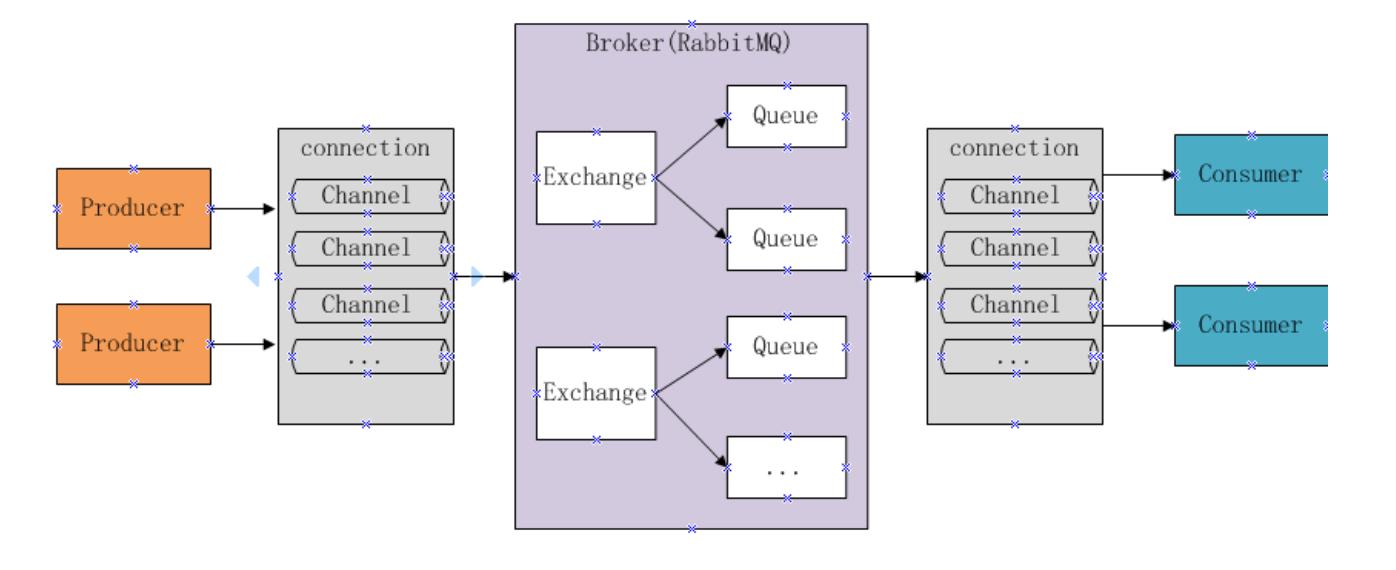 Producer
Producer
connection
Channel
Channel
Channel
...
Broker(RabbitMQ)
Exchange
Queue
Queue
Exchange
Queue
...
connection
Channel
Channel
Channel
...
Consumer
Consumer